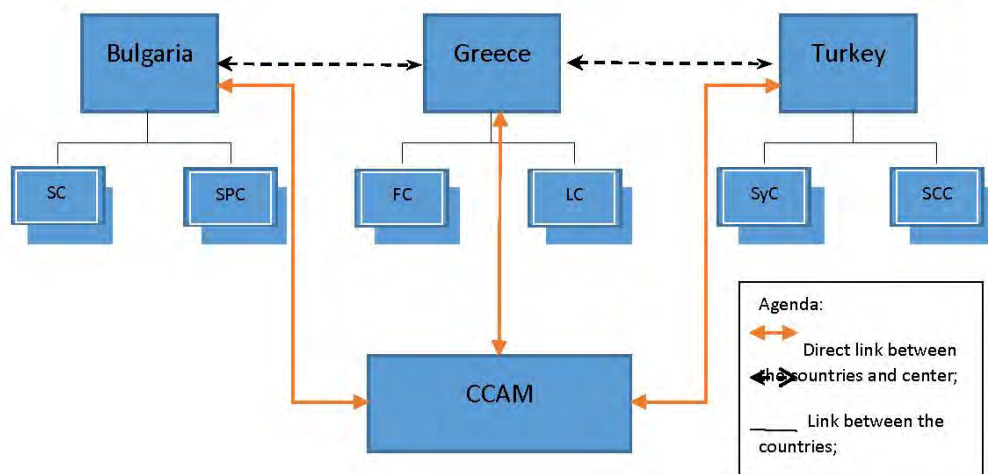 Bulgaria
Greece
Turkey
SC
SPC
FC
LC
SyC
SCC
CCAM
Agenda:
Direct link between
the countries and center;
Link between the
countries;